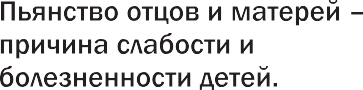 Пьянство отцов и матерей –
причина слабости и
болезненности детей.